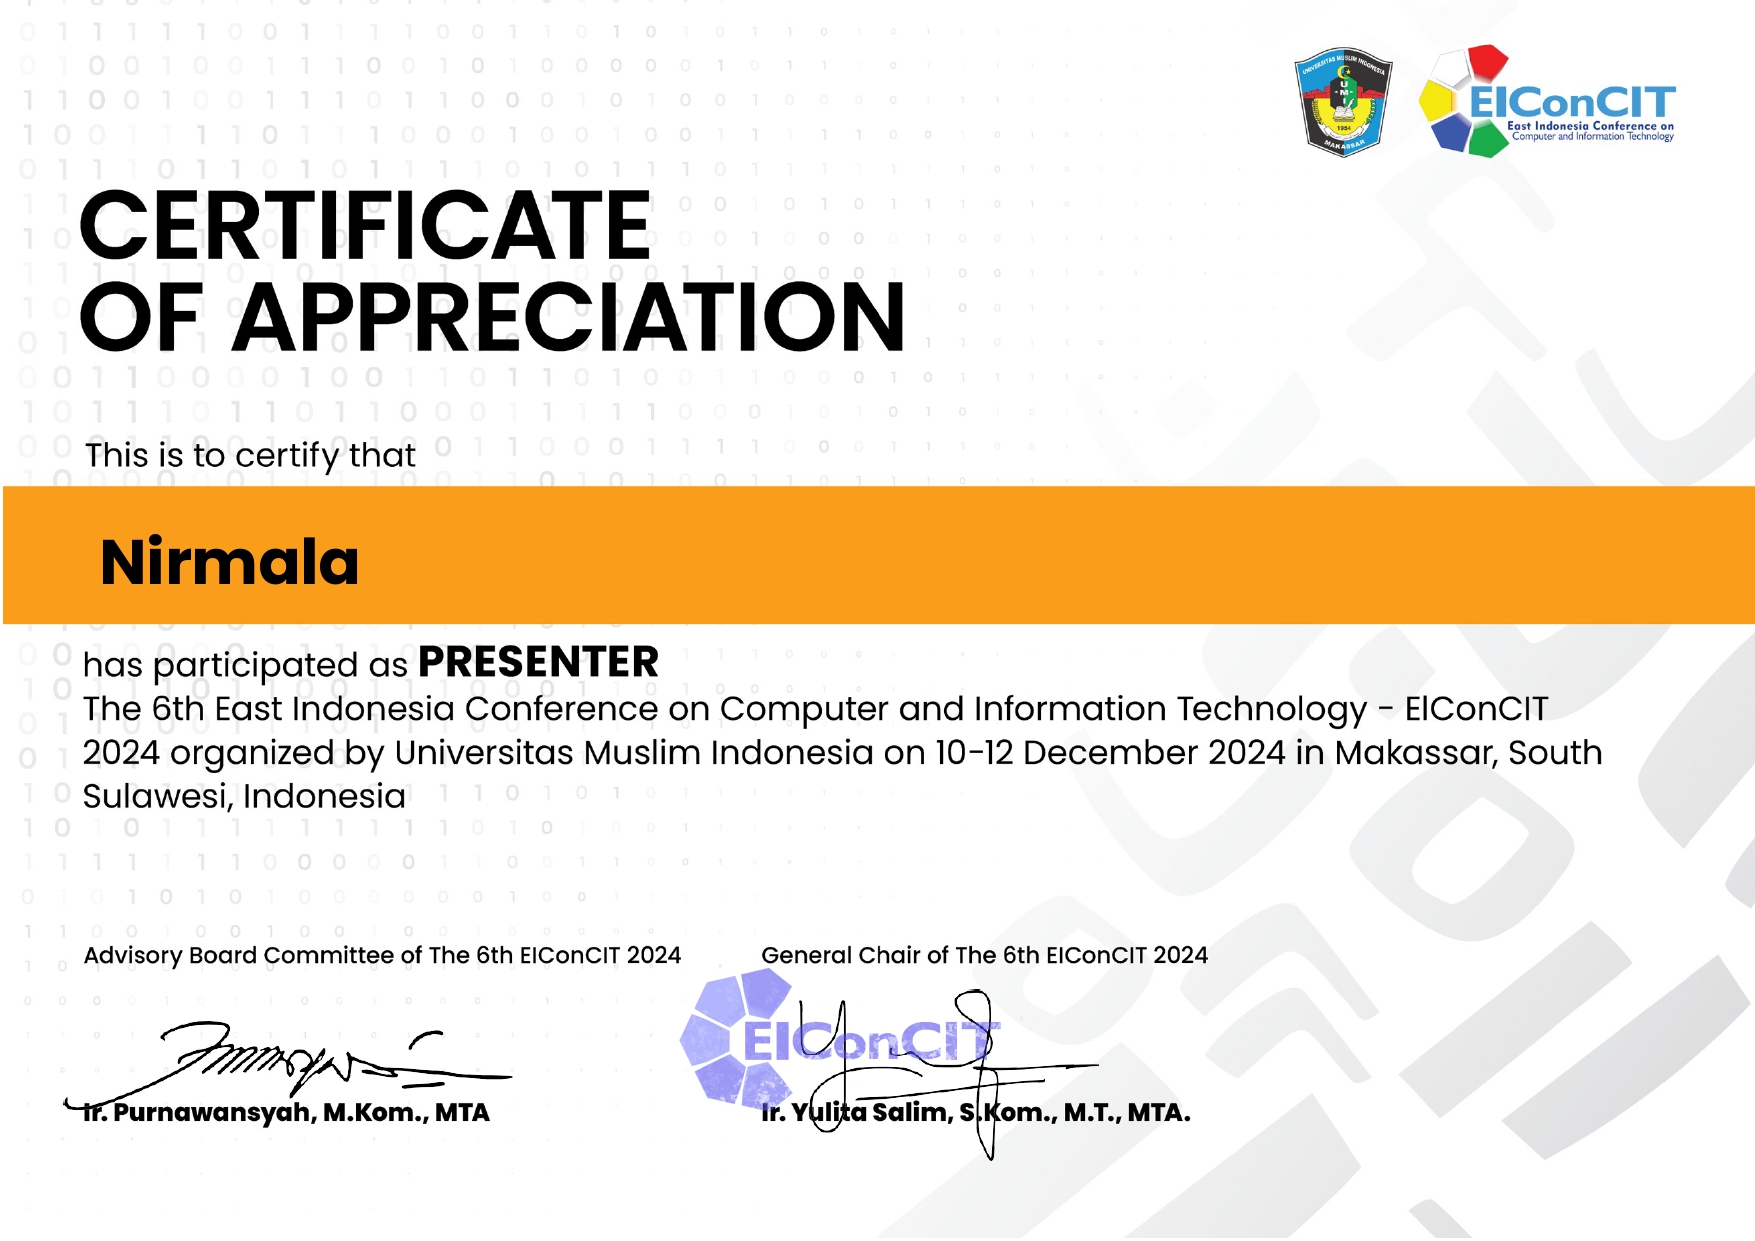 UNIVERSITAS MUSLIM INDONESIA
UMI
1954
MAKASSAR
EIConCIT
East Indonesia Conference on
Computer and Information Technology
CERTIFICATE
OF APPRECIATION
This is to certify that
Nirmala
has participated as PRESENTER
The 6th East Indonesia Conference on Computer and Information Technology - EIConCIT
2024 organized by Universitas Muslim Indonesia on 10-12 December 2024 in Makassar, South
Sulawesi, Indonesia
Advisory Board Committee of The 6th EIConCIT 2024
General Chair of The 6th EIConCIT 2024
EIConCIT
Ir. Purnawansyah, M.Kom., MTA
Ir. Yulita Salim, S.Kom., M.T., MTA.